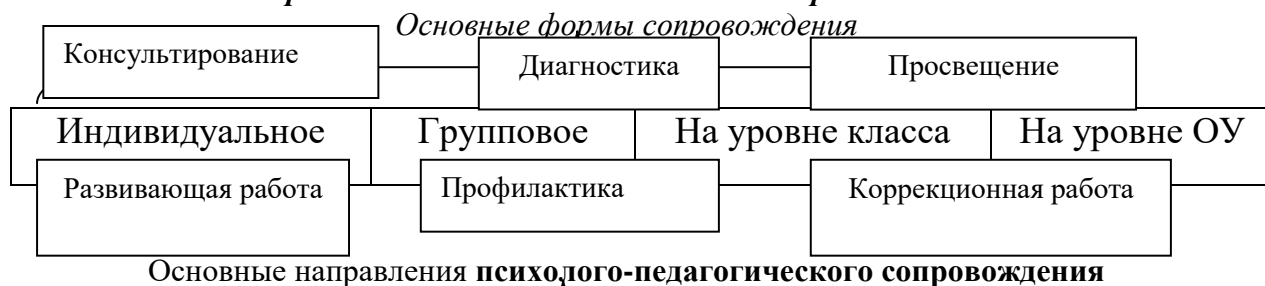 Основные формы сопровождения
Консультирование
Диагностика
Просвещение
Индивидуальное Групповое На уровне класса На уровне ОУ
Развивающая работа
Профилактика
Коррекционная работа
Основные направления психолого-педагогического сопровождения